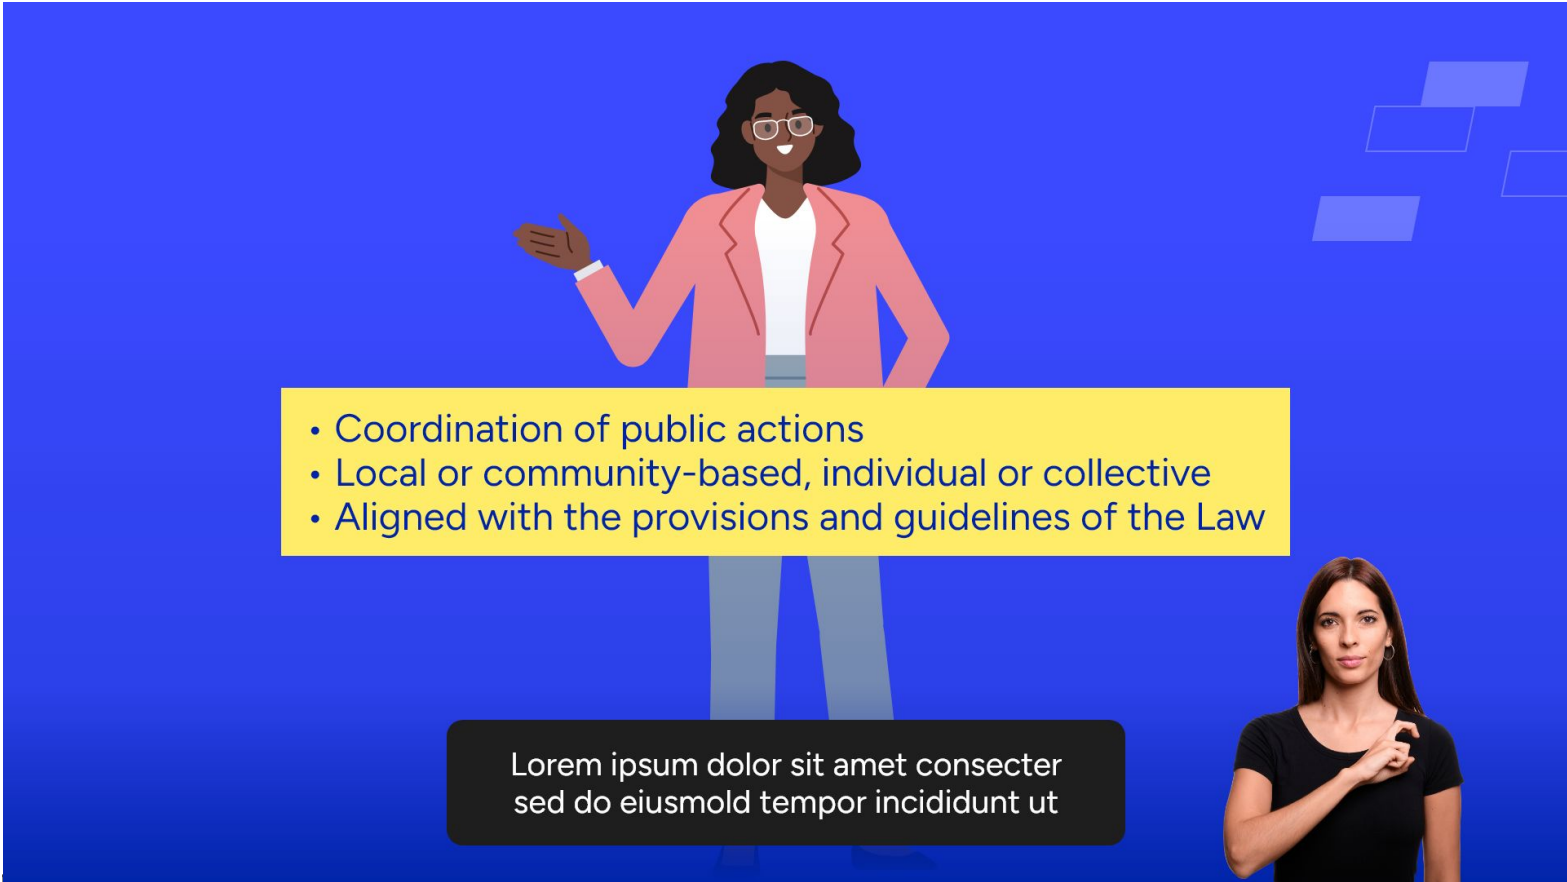 • Coordination of public actions
• Local or community-based, individual or collective
• Aligned with the provisions and guidelines of the Law
Lorem ipsum dolor sit amet consecter
sed do eiusmold tempor incididunt ut